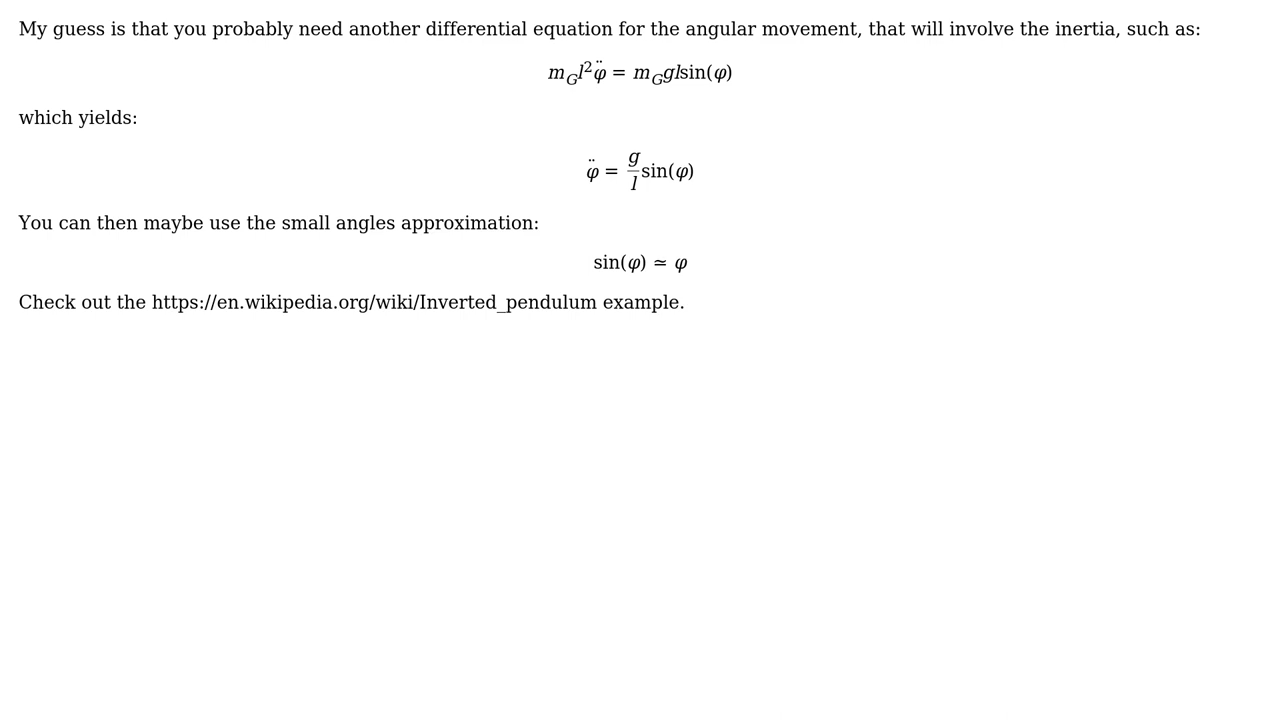 My guess is that you probably need another differential equation for the angular movement, that will involve the inertia, such as:
m_G l² φ̈ = m_G g l sin(φ)
which yields:
φ̈ = g/l sin(φ)
You can then maybe use the small angles approximation:
sin(φ) ≃ φ
Check out the https://en.wikipedia.org/wiki/Inverted_pendulum example.